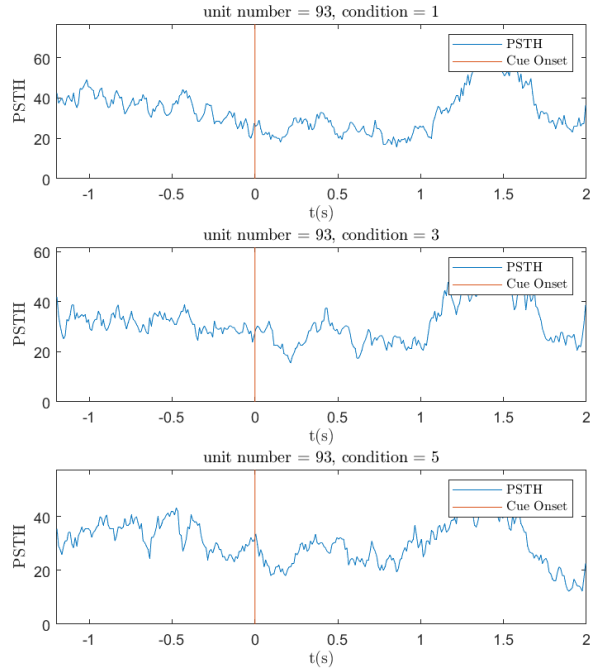 unit number = 93, condition = 1
PSTH
60
40
20
0
PSTH
Cue Onset
-1 -0.5 0 0.5 1 1.5 2
t(s)
unit number = 93, condition = 3
PSTH
60
40
20
0
PSTH
Cue Onset
-1 -0.5 0 0.5 1 1.5 2
t(s)
unit number = 93, condition = 5
PSTH
40
20
0
PSTH
Cue Onset
-1 -0.5 0 0.5 1 1.5 2
t(s)